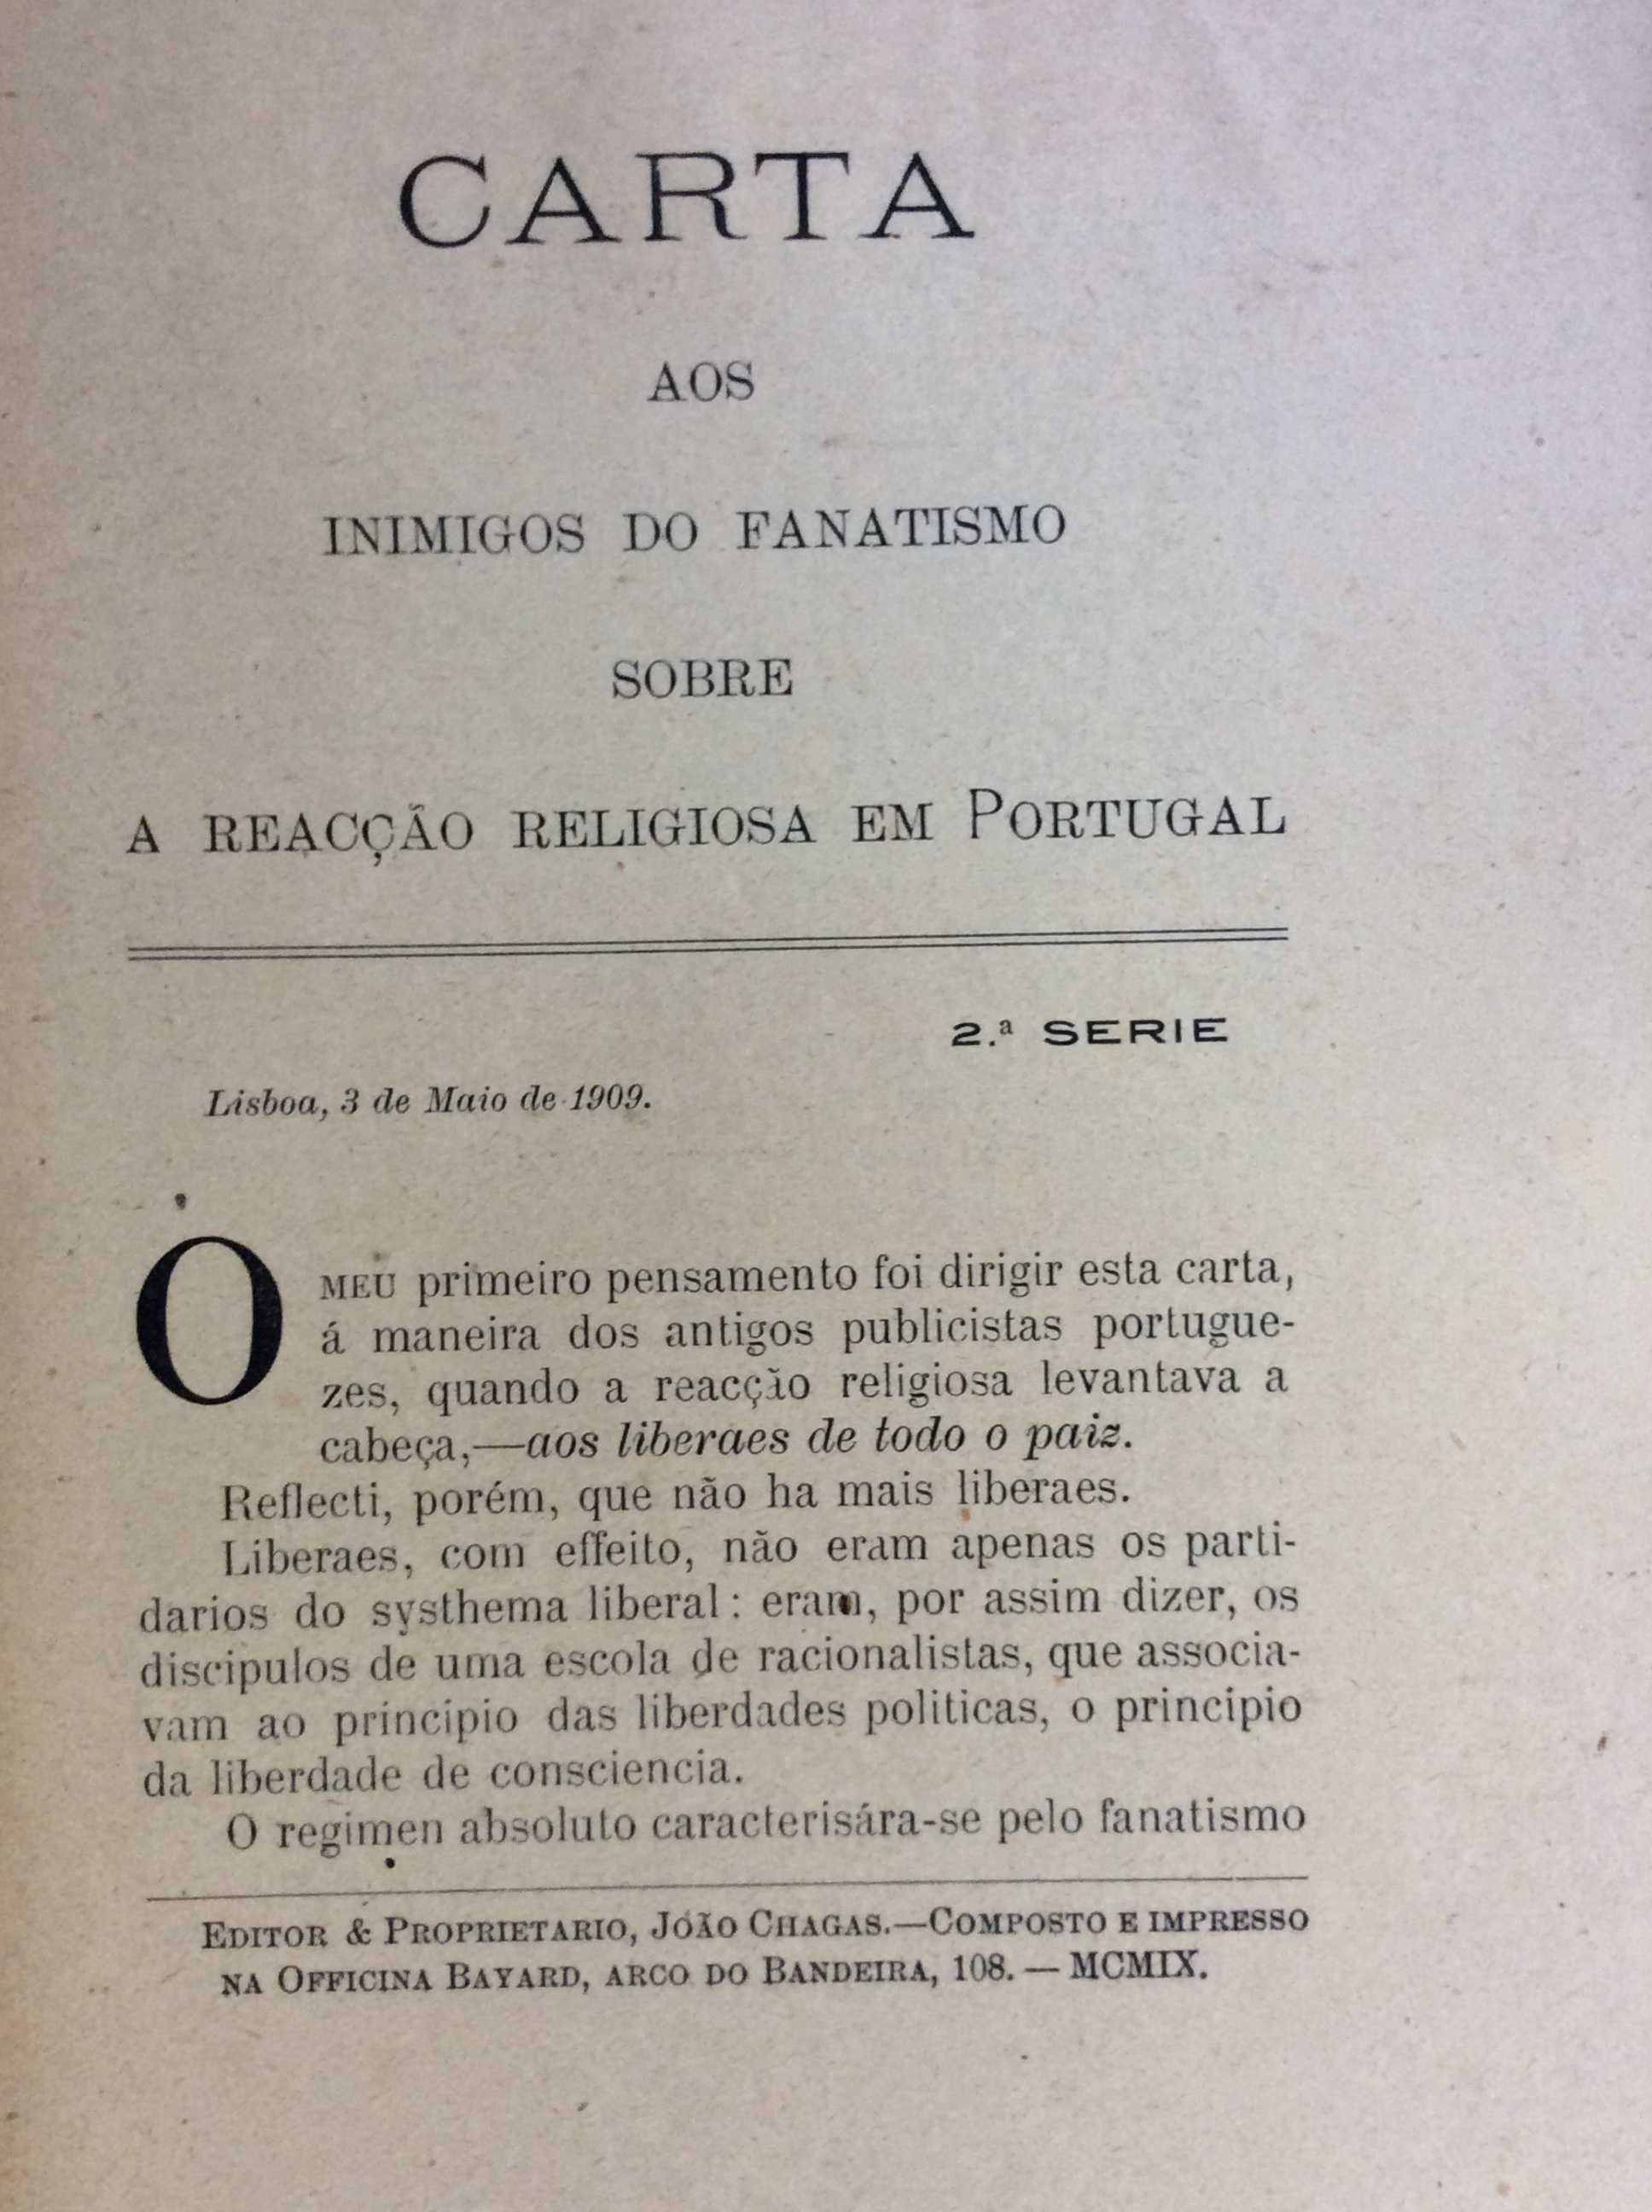 CARTA
AOS
INIMIGOS DO FANATISMO
SOBRE
A REACÇÃO RELIGIOSA EM PORTUGAL
2.ª SERIE
Lisboa, 3 de Maio de 1909.
O MEU primeiro pensamento foi dirigir esta carta,
á maneira dos antigos publicistas portugue-
zes, quando a reacção religiosa levantava a
cabeça,—aos liberaes de todo o paiz.
Reflecti, porém, que não ha mais liberaes.
Liberaes, com effeito, não eram apenas os parti-
darios do systhema liberal: eram, por assim dizer, os
discipulos de uma escola de racionalistas, que associa-
vam ao principio das liberdades politicas, o principio
da liberdade de consciencia.
O regimen absoluto caracterisára-se pelo fanatismo
EDITOR & PROPRIETARIO, JOÃO CHAGAS.—COMPOSTO E IMPRESSO
NA OFFICINA BAYARD, ARCO DO BANDEIRA, 108. — MCMIX.